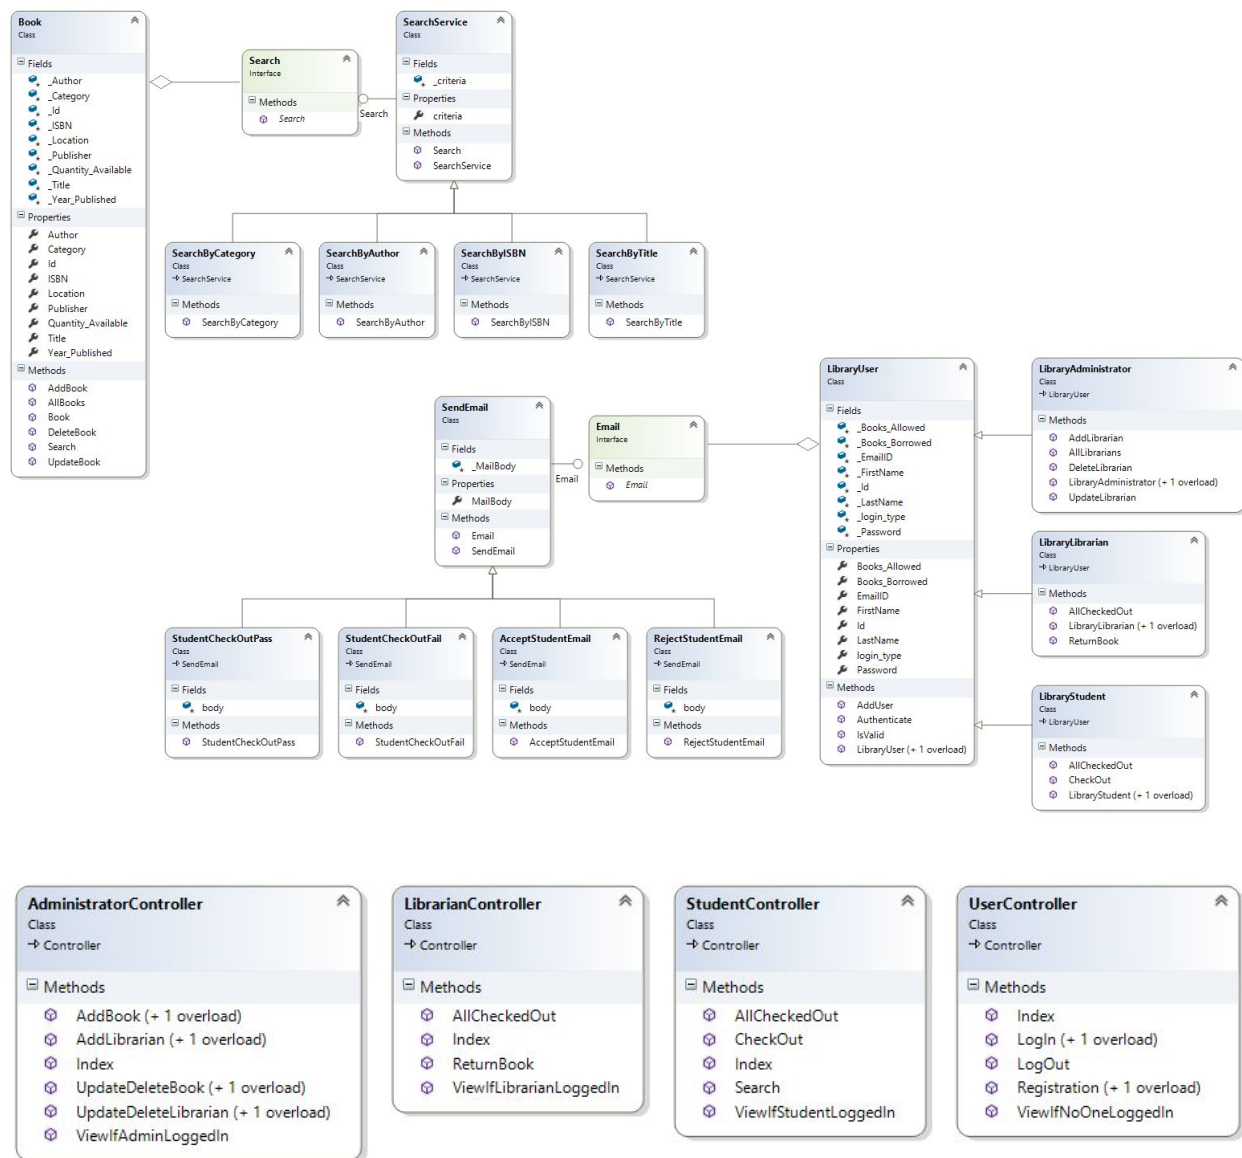 Book
Class
Fields
_Author
_Category
_Id
_ISBN
_Location
_Publisher
_Quantity_Available
_Title
_Year_Published
Properties
Author
Category
Id
ISBN
Location
Publisher
Quantity_Available
Title
Year_Published
Methods
AddBook
AllBooks
Book
DeleteBook
Search
UpdateBook
Search
Interface
Methods
Search
Search
SearchService
Class
Fields
_criteria
Properties
criteria
Methods
Search
SearchService
SearchByCategory
Class
SearchService
Methods
SearchByCategory
SearchByAuthor
Class
SearchService
Methods
SearchByAuthor
SearchByISBN
Class
SearchService
Methods
SearchByISBN
SearchByTitle
Class
SearchService
Methods
SearchByTitle
SendEmail
Class
Fields
_MailBody
Properties
MailBody
Methods
Email
SendEmail
Email
Email
Interface
Methods
Email
LibraryUser
Class
Fields
_Books_Allowed
_Books_Borrowed
_EmailID
_FirstName
_Id
_LastName
_login_type
_Password
Properties
Books_Allowed
Books_Borrowed
EmailID
FirstName
Id
LastName
login_type
Password
Methods
AddUser
Authenticate
IsValid
LibraryUser (+ 1 overload)
LibraryAdministrator
Class
LibraryUser
Methods
AddLibrarian
AllLibrarians
DeleteLibrarian
LibraryAdministrator (+ 1 overload)
UpdateLibrarian
LibraryLibrarian
Class
LibraryUser
Methods
AllCheckedOut
LibraryLibrarian (+ 1 overload)
ReturnBook
LibraryStudent
Class
LibraryUser
Methods
AllCheckedOut
CheckOut
LibraryStudent (+ 1 overload)
StudentCheckOutPass
Class
SendEmail
Fields
body
Methods
StudentCheckOutPass
StudentCheckOutFail
Class
SendEmail
Fields
body
Methods
StudentCheckOutFail
AcceptStudentEmail
Class
SendEmail
Fields
body
Methods
AcceptStudentEmail
RejectStudentEmail
Class
SendEmail
Fields
body
Methods
RejectStudentEmail
AdministratorController
Class
Controller
Methods
AddBook (+ 1 overload)
AddLibrarian (+ 1 overload)
Index
UpdateDeleteBook (+ 1 overload)
UpdateDeleteLibrarian (+ 1 overload)
ViewIfAdminLoggedIn
LibrarianController
Class
Controller
Methods
AllCheckedOut
Index
ReturnBook
ViewIfLibrarianLoggedIn
StudentController
Class
Controller
Methods
AllCheckedOut
CheckOut
Index
Search
ViewIfStudentLoggedIn
UserController
Class
Controller
Methods
Index
LogIn (+ 1 overload)
LogOut
Registration (+ 1 overload)
ViewIfNoOneLoggedIn